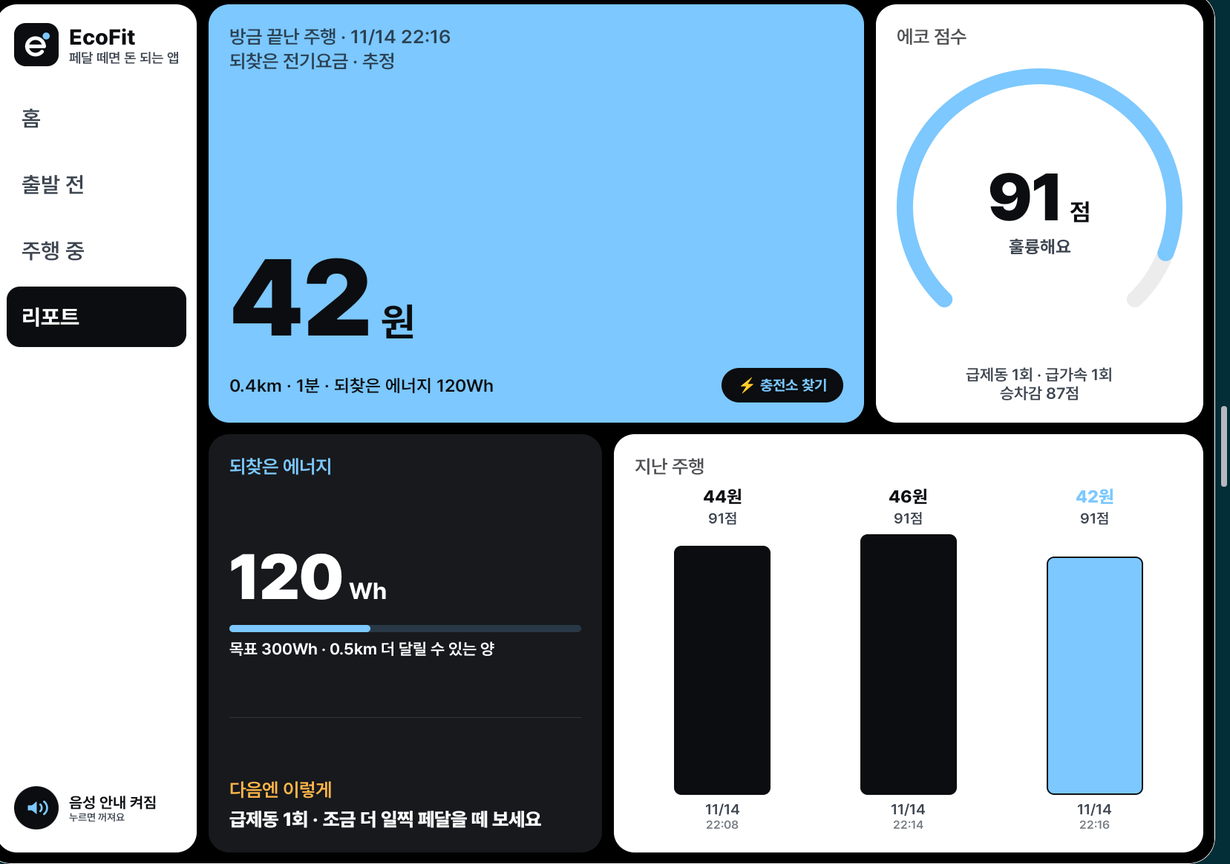 EcoFit
페달 떼면 돈 되는 앱
홈
출발 전
주행 중
리포트
음성 안내 켜짐
누르면 꺼져요
방금 끝난 주행 · 11/14 22:16
되찾은 전기요금 · 추정
42 원
0.4km · 1분 · 되찾은 에너지 120Wh
⚡ 충전소 찾기
에코 점수
91 점
훌륭해요
급제동 1회 · 급가속 1회
승차감 87점
되찾은 에너지
120 Wh
목표 300Wh · 0.5km 더 달릴 수 있는 양
다음엔 이렇게
급제동 1회 · 조금 더 일찍 페달을 떼 보세요
지난 주행
44원
91점
11/14
22:08
46원
91점
11/14
22:14
42원
91점
11/14
22:16